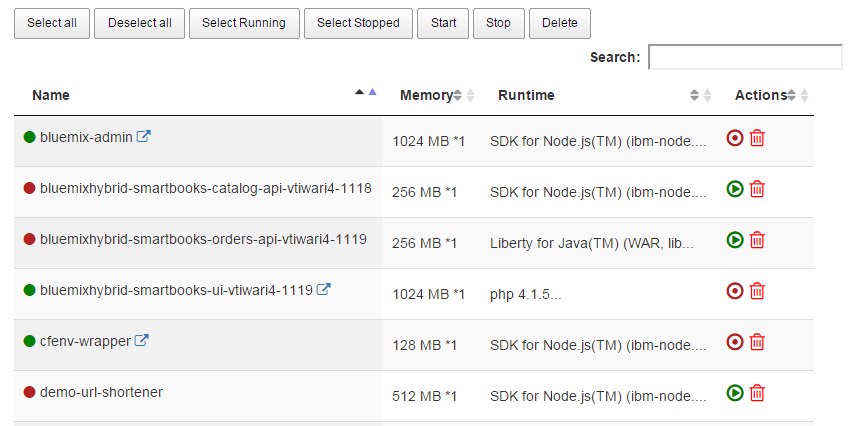 Select all Deselect all Select Running Select Stopped Start Stop Delete
Search:
Name Memory Runtime Actions
bluemix-admin 1024 MB *1 SDK for Node.js(TM) (ibm-node....
bluemixhybrid-smartbooks-catalog-api-vtiwari4-1118 256 MB *1 SDK for Node.js(TM) (ibm-node....
bluemixhybrid-smartbooks-orders-api-vtiwari4-1119 256 MB *1 Liberty for Java(TM) (WAR, lib...
bluemixhybrid-smartbooks-ui-vtiwari4-1119 1024 MB *1 php 4.1.5...
cfenv-wrapper 128 MB *1 SDK for Node.js(TM) (ibm-node....
demo-url-shortener 512 MB *1 SDK for Node.js(TM) (ibm-node....